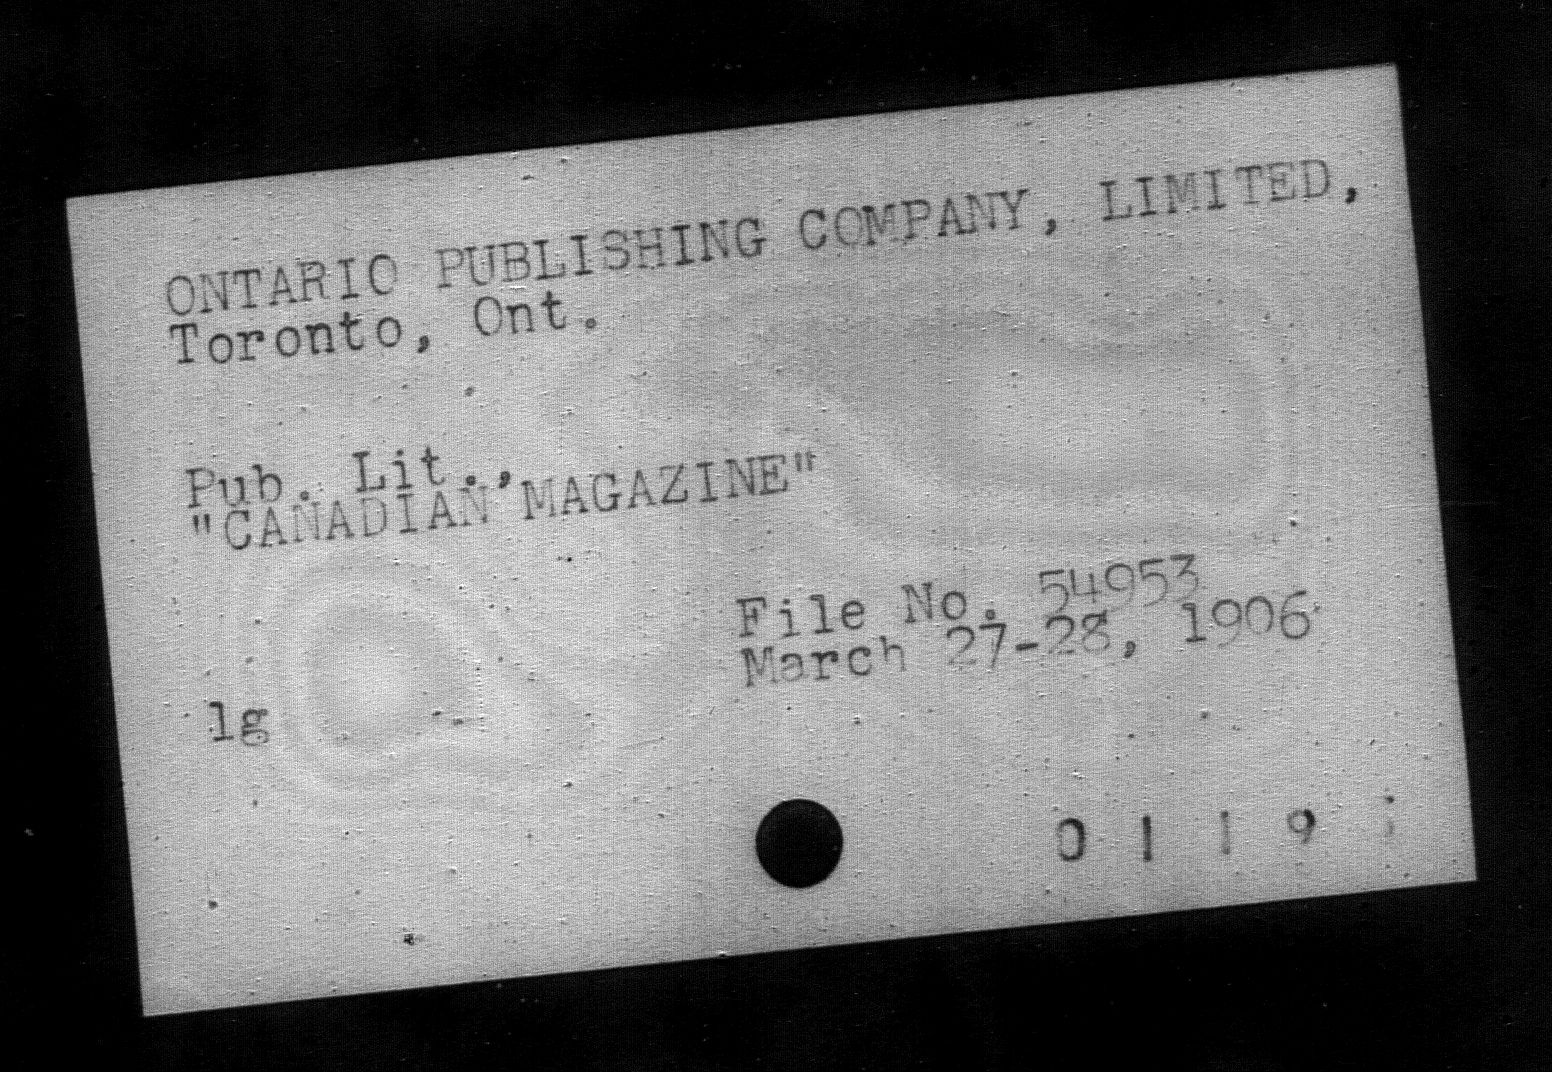 ONTARIO PUBLISHING COMPANY, LIMITED,
Toronto, Ont.
Pub. Lit.,
"CANADIAN MAGAZINE"
File No. 54953
March 27-28, 1906
lg
0 1 1 9